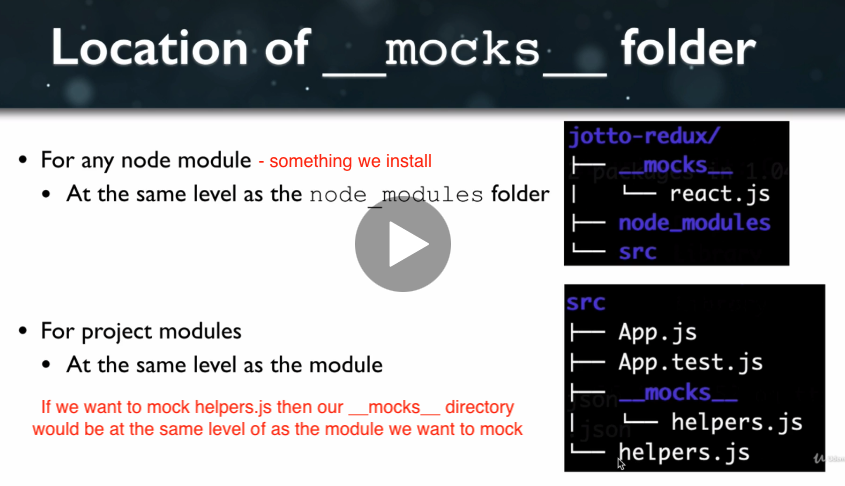 Location of __mocks__ folder
• For any node module - something we install
• At the same level as the node_modules folder
jotto-redux/
├── __mocks__
│   └── react.js
├── node_modules
└── src
• For project modules
• At the same level as the module
If we want to mock helpers.js then our __mocks__ directory
would be at the same level of as the module we want to mock
src
├── App.js
├── App.test.js
├── __mocks__
│   └── helpers.js
└── helpers.js